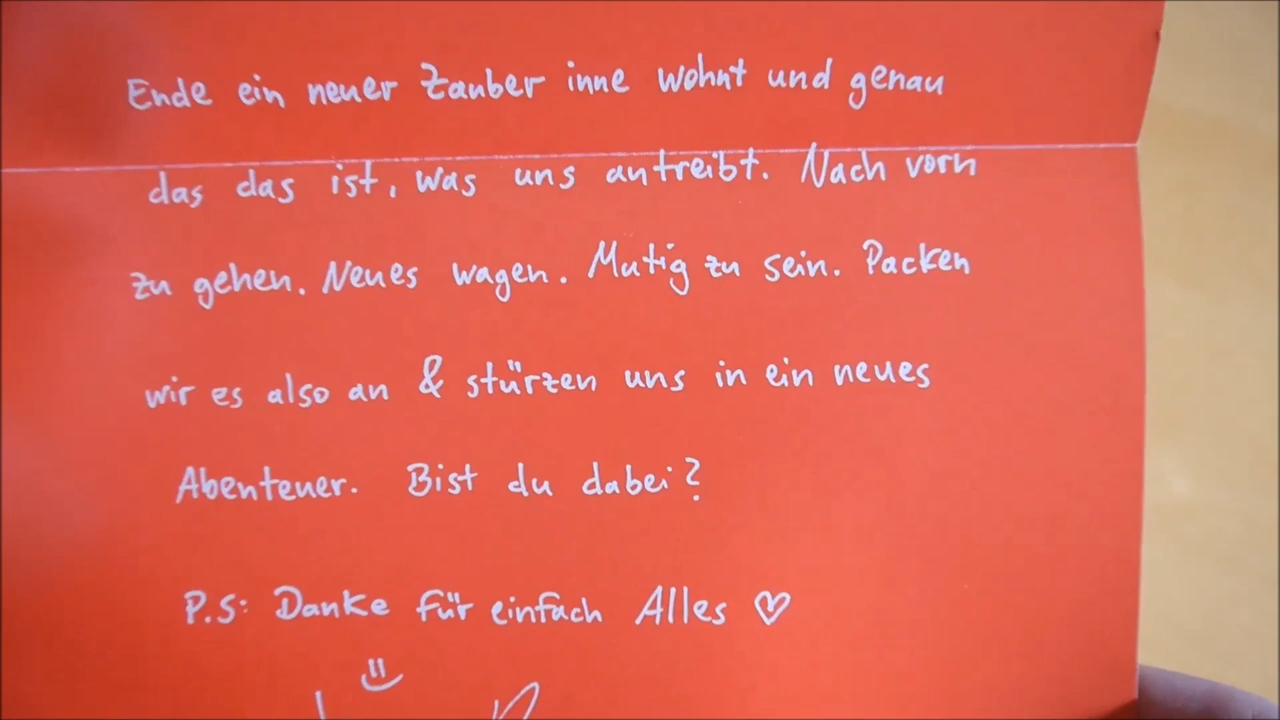 Ende ein neuer Zauber inne wohnt und genau
das das ist, was uns antreibt. Nach vorn
zu gehen. Neues wagen. Mutig zu sein. Packen
wir es also an & stürzen uns in ein neues
Abenteuer. Bist du dabei?
P.S: Danke für einfach Alles ♡